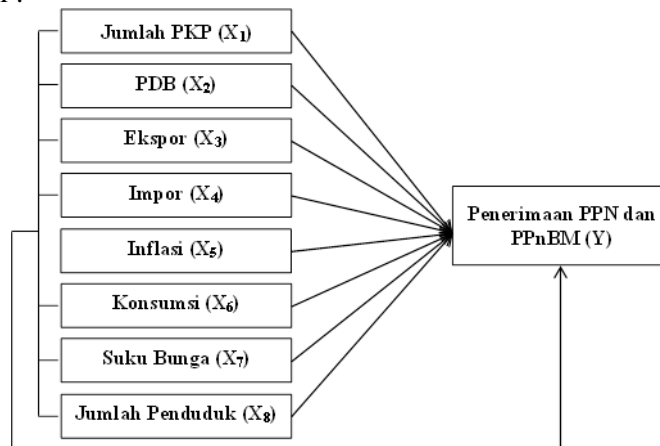 Jumlah PKP (X₁)
PDB (X₂)
Ekspor (X₃)
Impor (X₄)
Inflasi (X₅)
Konsumsi (X₆)
Suku Bunga (X₇)
Jumlah Penduduk (X₈)
Penerimaan PPN dan
PPnBM (Y)